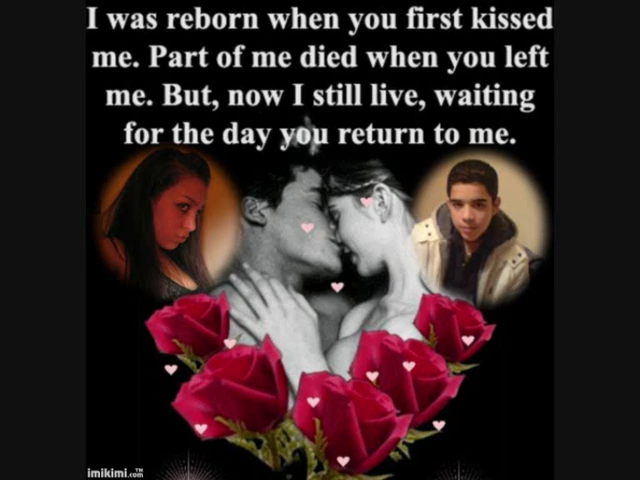 I was reborn when you first kissed
me. Part of me died when you left
me. But, now I still live, waiting
for the day you return to me.
imikimi.com™